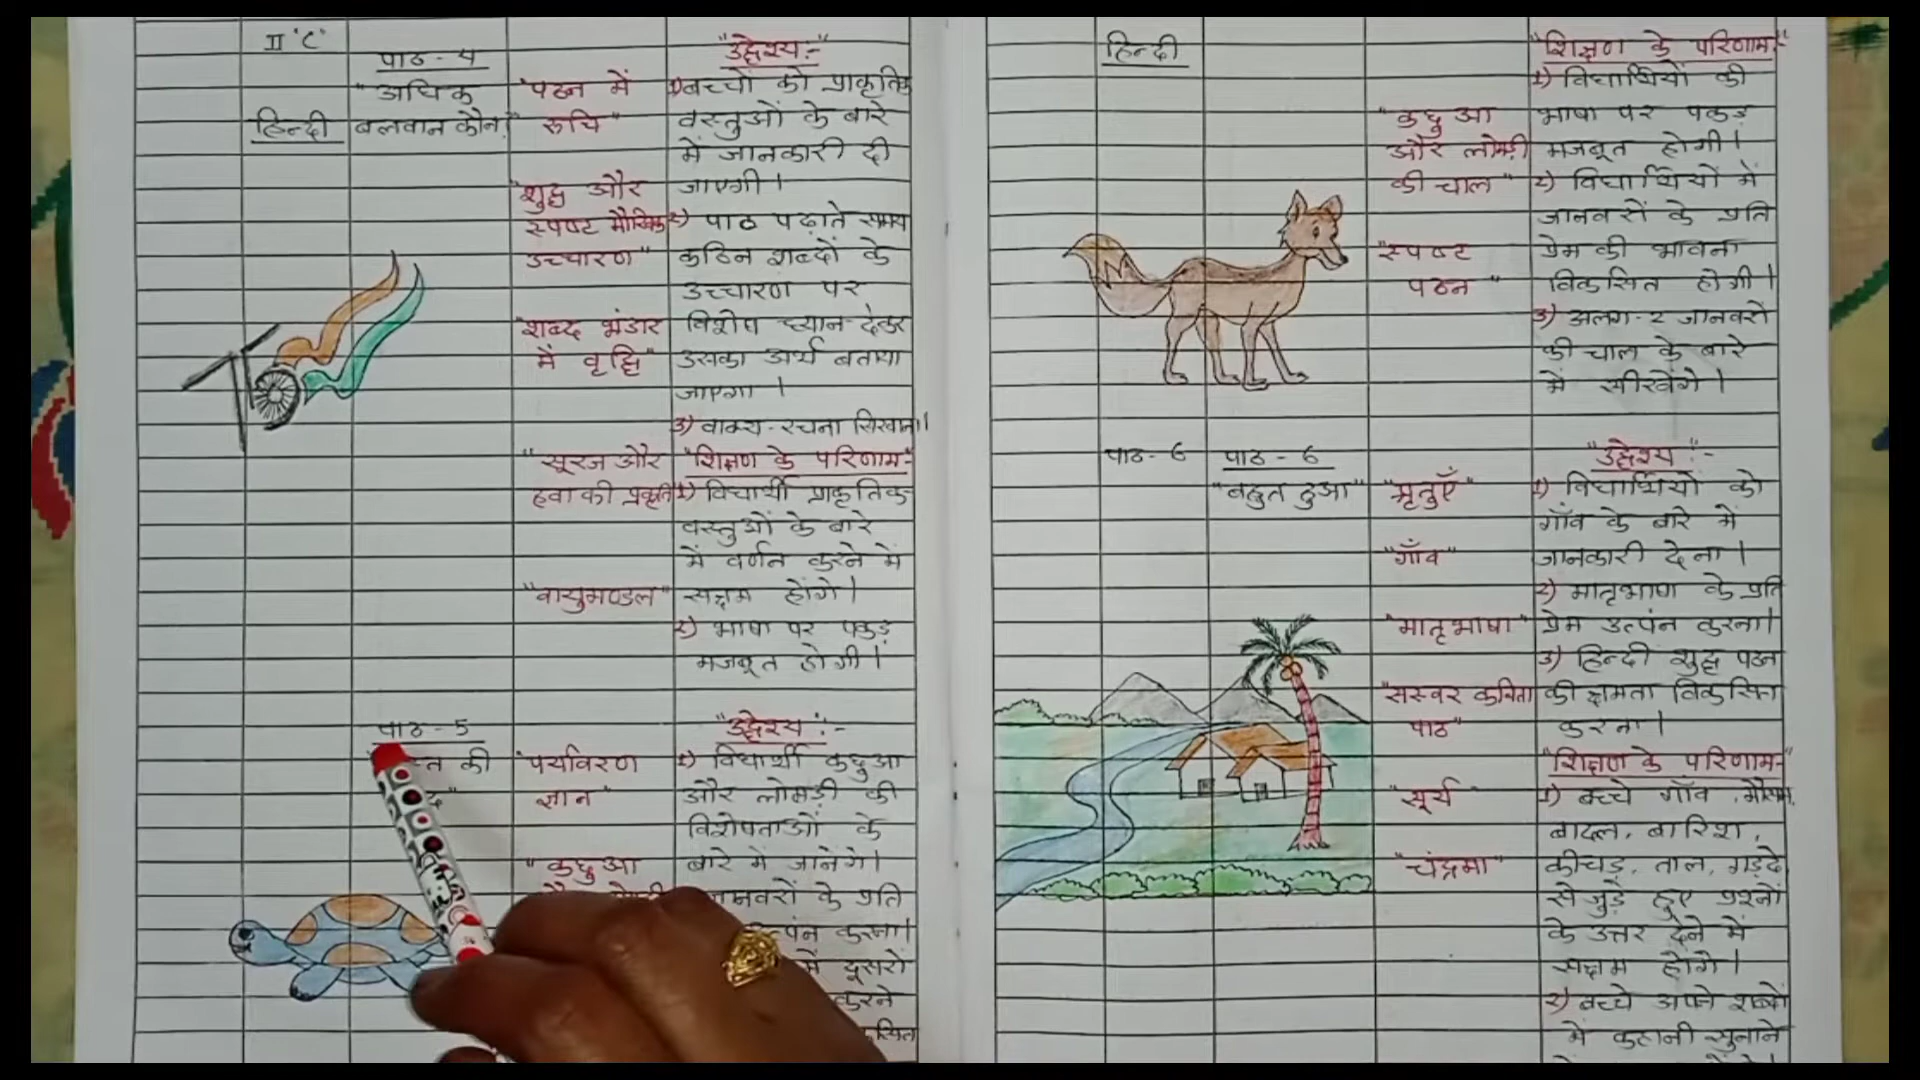 II 'C'
पाठ - 4
"अधिक
बलवान कौन"
हिन्दी
"पठन में
रुचि"
"शुद्ध और
स्पष्ट मौखिक
उच्चारण"
"शब्द भंडार
में वृद्धि"
"सूरज और
हवा की प्रकृति
"वायुमण्डल"
"उद्देश्य:-"
1) बच्चों को प्राकृतिक
वस्तुओं के बारे
में जानकारी दी
जाएगी।
2) पाठ पढ़ाते समय
कठिन शब्दों के
उच्चारण पर
विशेष ध्यान देकर
उसका अर्थ बताया
जाएगा।
3) वाक्य-रचना सिखाना।
"शिक्षण के परिणाम:-
1) विद्यार्थी प्राकृतिक
वस्तुओं के बारे
में वर्णन करने में
सक्षम होंगे।
2) भाषा पर पकड़
मजबूत होगी।
पाठ - 5
की
"पर्यावरण
ज्ञान"
"कछुआ
"उद्देश्य:-
1) विद्यार्थी कछुआ
और लोमड़ी की
विशेषताओं के
बारे में जानेंगे।
जानवरों के प्रति
करना।
में दूसरों
करने
हिन्दी
"कछुआ
और लोमड़ी
की चाल"
"स्पष्ट
पठन"
"शिक्षण के परिणाम:-"
1) विद्यार्थियों की
भाषा पर पकड़
मजबूत होगी।
2) विद्यार्थियों में
जानवरों के प्रति
प्रेम की भावना
विकसित होगी।
3) अलग-2 जानवरों
की चाल के बारे
में सीखेंगे।
पाठ - 6
पाठ - 6
"बहुत हुआ"
"ऋतुएँ"
"गाँव"
"मातृभाषा"
"सस्वर कविता
पाठ"
"सूर्य"
"चंद्रमा"
"उद्देश्य:-
1) विद्यार्थियों को
गाँव के बारे में
जानकारी देना।
2) मातृभाषा के प्रति
प्रेम उत्पंन करना।
3) हिन्दी शुद्ध पठन
की क्षमता विकसित
करना।
"शिक्षण के परिणाम:-"
1) बच्चे गाँव, मौसम,
बादल, बारिश,
कीचड़, ताल, गड्ढे
से जुड़े हुए प्रश्नों
के उत्तर देने में
सक्षम होंगे।
2) बच्चे अपने शब्दों
में कहानी सुनाने